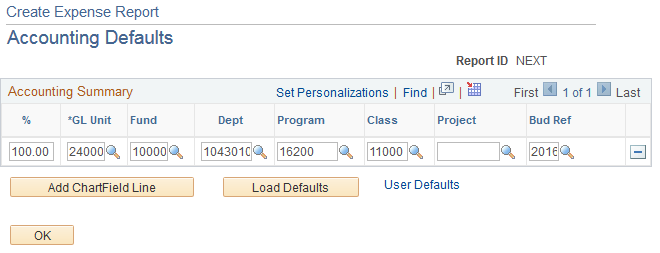 Create Expense Report
Accounting Defaults
Report ID NEXT
Accounting Summary Set Personalizations | Find | | First 1 of 1 Last
% *GL Unit Fund Dept Program Class Project Bud Ref
100.00 24000 10000 1043010 16200 11000 2016
Add ChartField Line Load Defaults User Defaults
OK